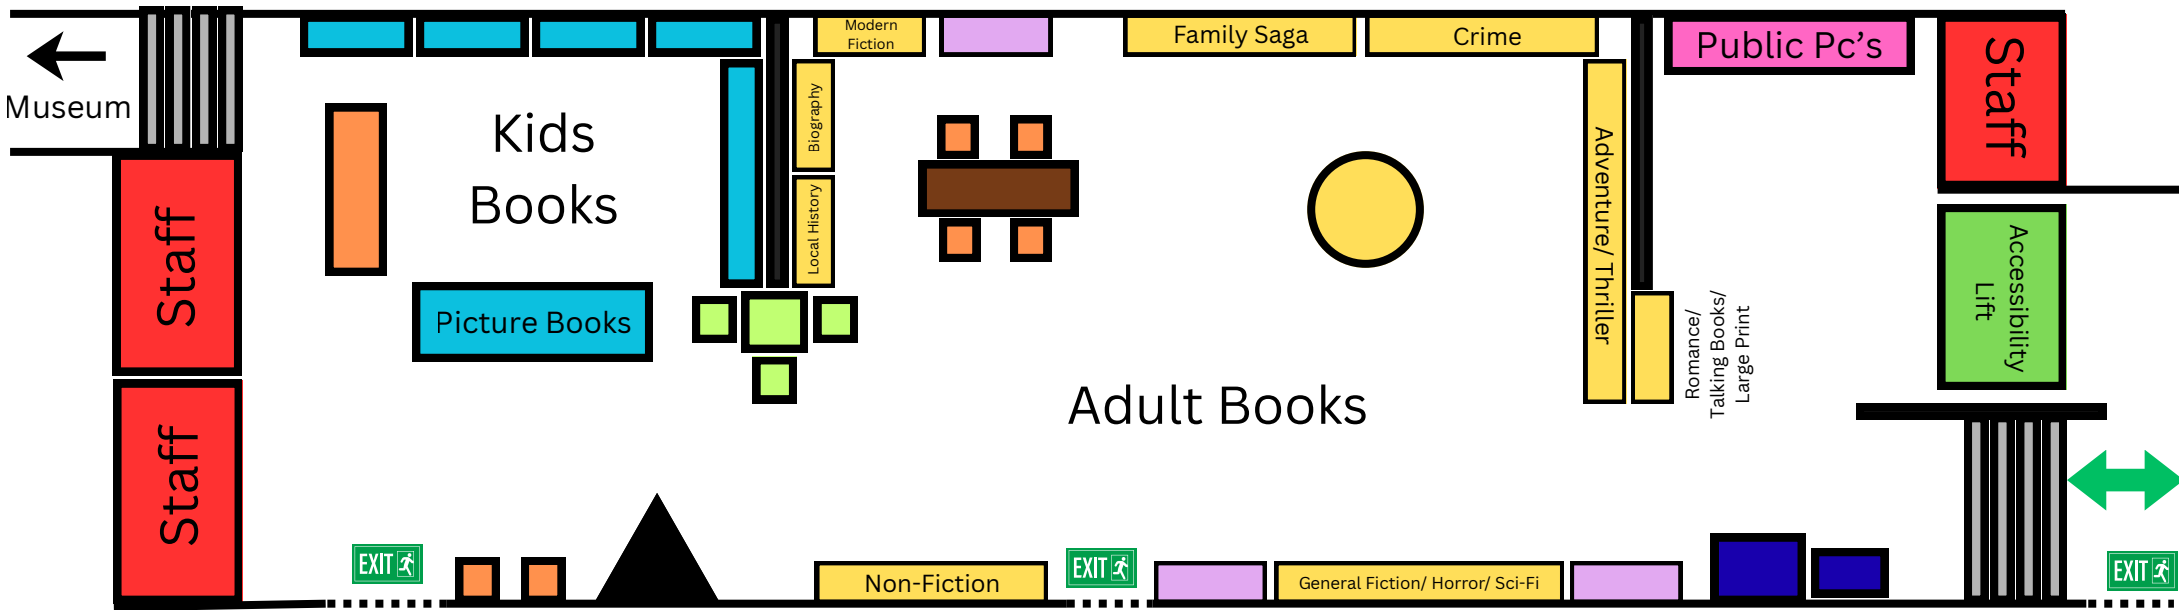 Museum
Staff
Staff
Kids
Books
Picture Books
Modern
Fiction
Biography
Local History
Family Saga
Crime
Adventure/ Thriller
Romance/
Talking Books/
Large Print
Public Pc’s
Staff
Accessibility
Lift
Adult Books
EXIT
Non-Fiction
EXIT
General Fiction/ Horror/ Sci-Fi
EXIT